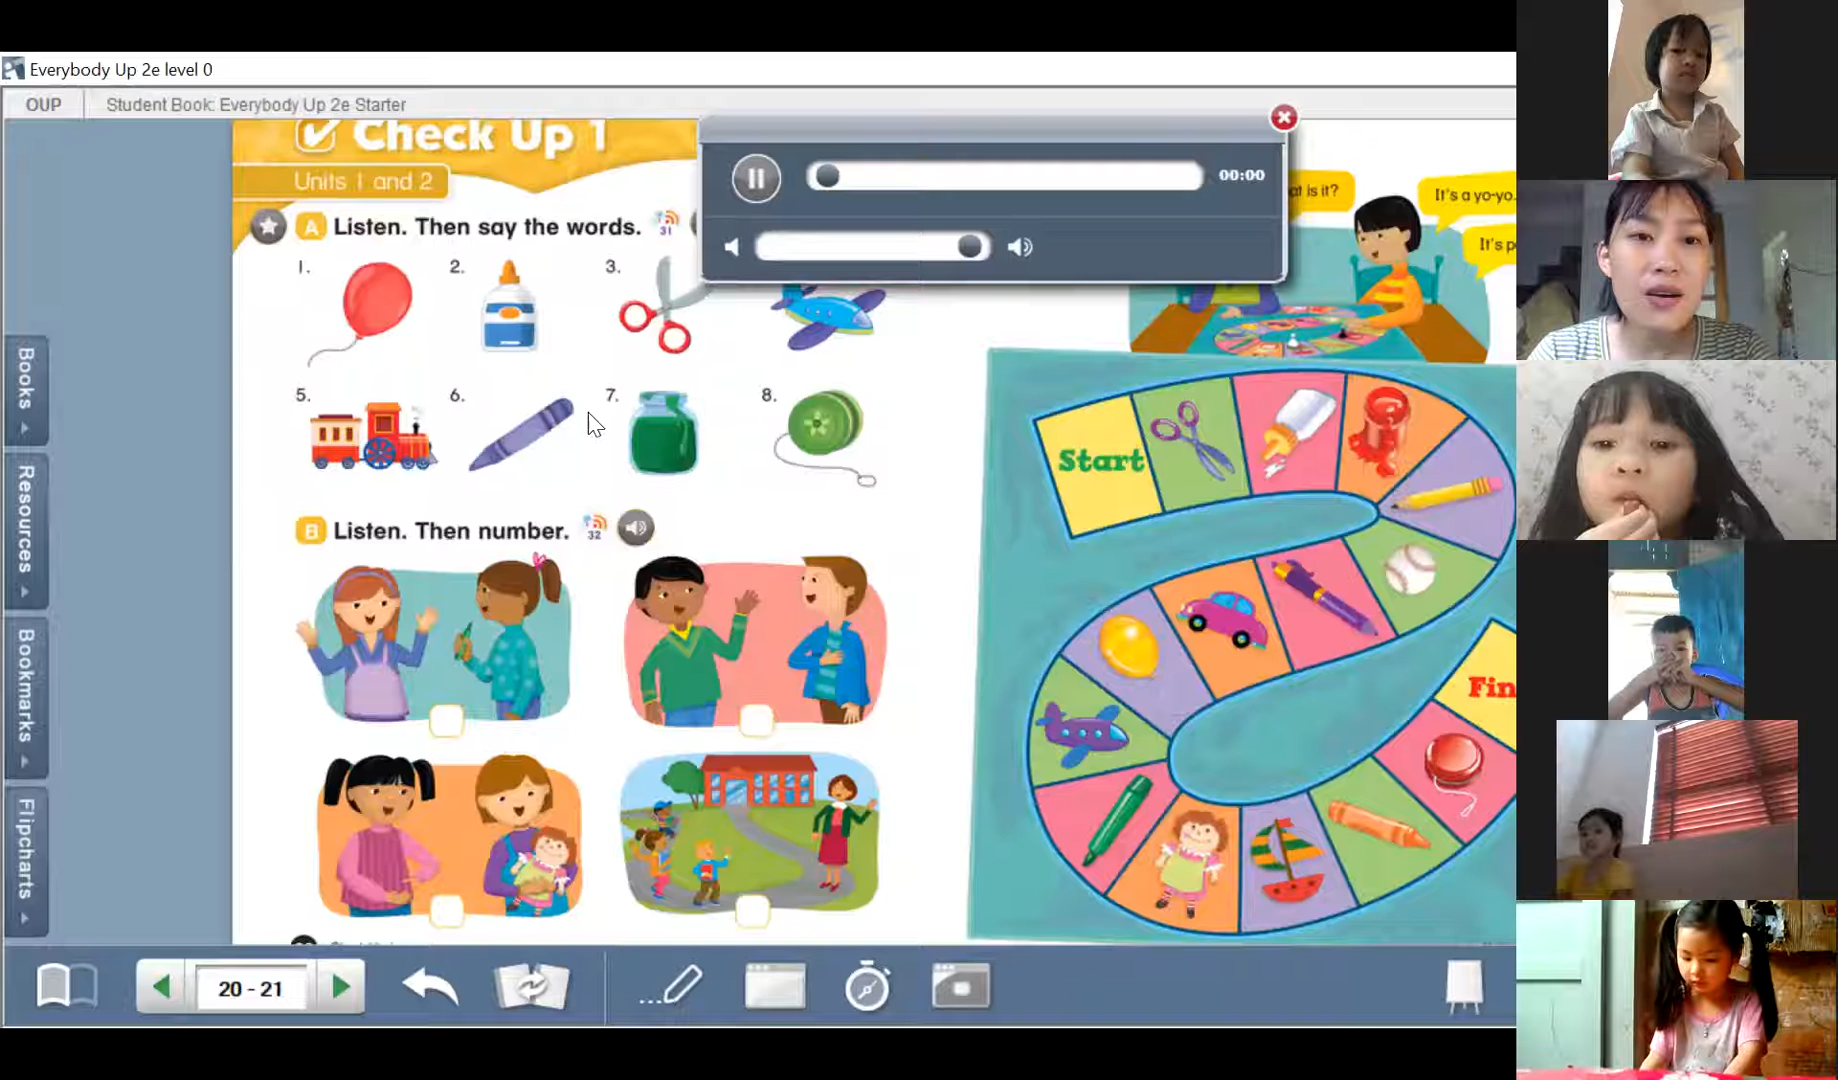 Everybody Up 2e level 0
OUP
Student Book: Everybody Up 2e Starter
Check Up 1
Units 1 and 2
A Listen. Then say the words. 31
00:00
at is it?
It's a yo-yo.
It's p
1.
2.
3.
5.
6.
7.
8.
Start
B Listen. Then number. 32
Fin
Books
Resources
Bookmarks
Flipcharts
20 - 21